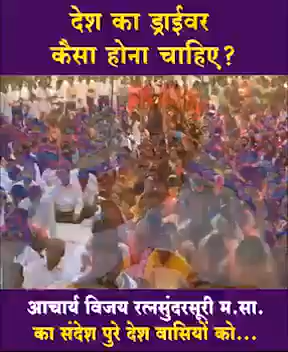 देश का ड्राईवर
कैसा होना चाहिए?
आचार्य विजय रत्नसुंदरसूरी म.सा.
का संदेश पुरे देश वासियों को...